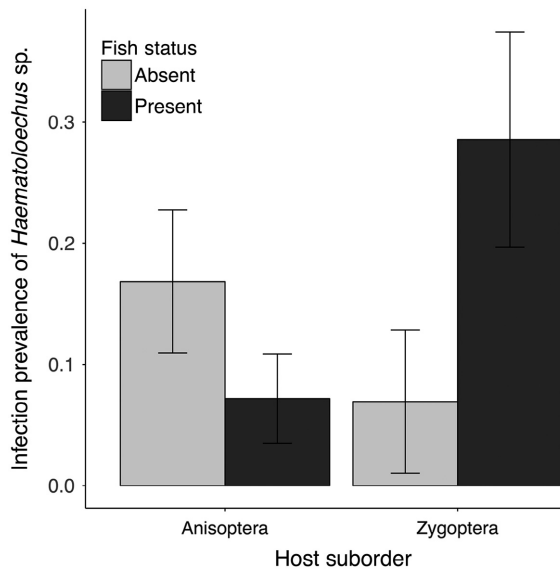 Fish status
Absent
Present
Infection prevalence of Haematoloechus sp.
0.3
0.2
0.1
0.0
Anisoptera
Zygoptera
Host suborder